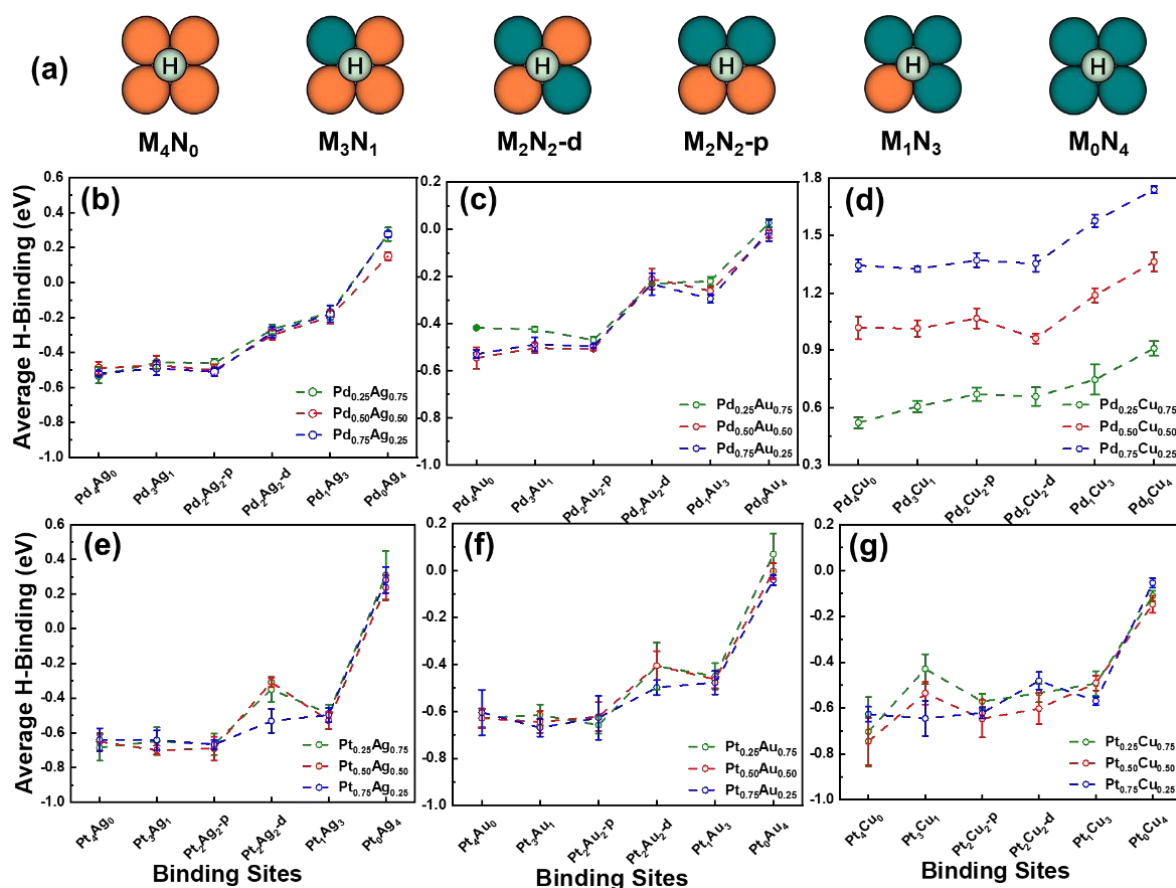 (a)
H H H H H H
M₄N₀ M₃N₁ M₂N₂-d M₂N₂-p M₁N₃ M₀N₄
Average H-Binding (eV)
0.6
0.4
0.2
0.0
-0.2
-0.4
-0.6
-0.8
-1.0
(b)
Pd₀.₂₅Ag₀.₇₅
Pd₀.₅₀Ag₀.₅₀
Pd₀.₇₅Ag₀.₂₅
Pd₄Ag₀ Pd₃Ag₁ Pd₂Ag₂-p Pd₂Ag₂-d Pd₁Ag₃ Pd₀Ag₄
0.2
0.0
-0.2
-0.4
-0.6
-0.8
-1.0
(c)
Pd₀.₂₅Au₀.₇₅
Pd₀.₅₀Au₀.₅₀
Pd₀.₇₅Au₀.₂₅
Pd₄Au₀ Pd₃Au₁ Pd₂Au₂-p Pd₂Au₂-d Pd₁Au₃ Pd₀Au₄
1.8
1.5
1.2
0.9
0.6
0.3
(d)
Pd₀.₂₅Cu₀.₇₅
Pd₀.₅₀Cu₀.₅₀
Pd₀.₇₅Cu₀.₂₅
Pd₄Cu₀ Pd₃Cu₁ Pd₂Cu₂-p Pd₂Cu₂-d Pd₁Cu₃ Pd₀Cu₄
Average H-Binding (eV)
0.6
0.4
0.2
0.0
-0.2
-0.4
-0.6
-0.8
-1.0
(e)
Pt₀.₂₅Ag₀.₇₅
Pt₀.₅₀Ag₀.₅₀
Pt₀.₇₅Ag₀.₂₅
Pt₄Ag₀ Pt₃Ag₁ Pt₂Ag₂-p Pt₂Ag₂-d Pt₁Ag₃ Pt₀Ag₄
Binding Sites
0.2
0.0
-0.2
-0.4
-0.6
-0.8
-1.0
(f)
Pt₀.₂₅Au₀.₇₅
Pt₀.₅₀Au₀.₅₀
Pt₀.₇₅Au₀.₂₅
Pt₄Au₀ Pt₃Au₁ Pt₂Au₂-p Pt₂Au₂-d Pt₁Au₃ Pt₀Au₄
Binding Sites
0.2
0.0
-0.2
-0.4
-0.6
-0.8
-1.0
(g)
Pt₀.₂₅Cu₀.₇₅
Pt₀.₅₀Cu₀.₅₀
Pt₀.₇₅Cu₀.₂₅
Pt₄Cu₀ Pt₃Cu₁ Pt₂Cu₂-p Pt₂Cu₂-d Pt₁Cu₃ Pt₀Cu₄
Binding Sites